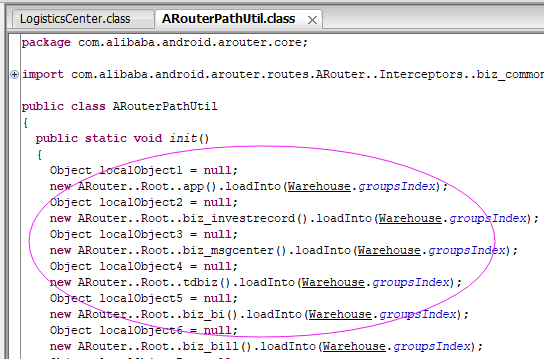 LogisticsCenter.class
ARouterPathUtil.class
package com.alibaba.android.arouter.core;
import com.alibaba.android.arouter.routes.ARouter..Interceptors..biz_common
public class ARouterPathUtil
{
public static void init()
{
Object localObject1 = null;
new ARouter..Root..app().loadInto(Warehouse.groupsIndex);
Object localObject2 = null;
new ARouter..Root..biz_investrecord().loadInto(Warehouse.groupsIndex);
Object localObject3 = null;
new ARouter..Root..biz_msgcenter().loadInto(Warehouse.groupsIndex);
Object localObject4 = null;
new ARouter..Root..tdbiz().loadInto(Warehouse.groupsIndex);
Object localObject5 = null;
new ARouter..Root..biz_bi().loadInto(Warehouse.groupsIndex);
Object localObject6 = null;
new ARouter..Root..biz_bill().loadInto(Warehouse.groupsIndex);